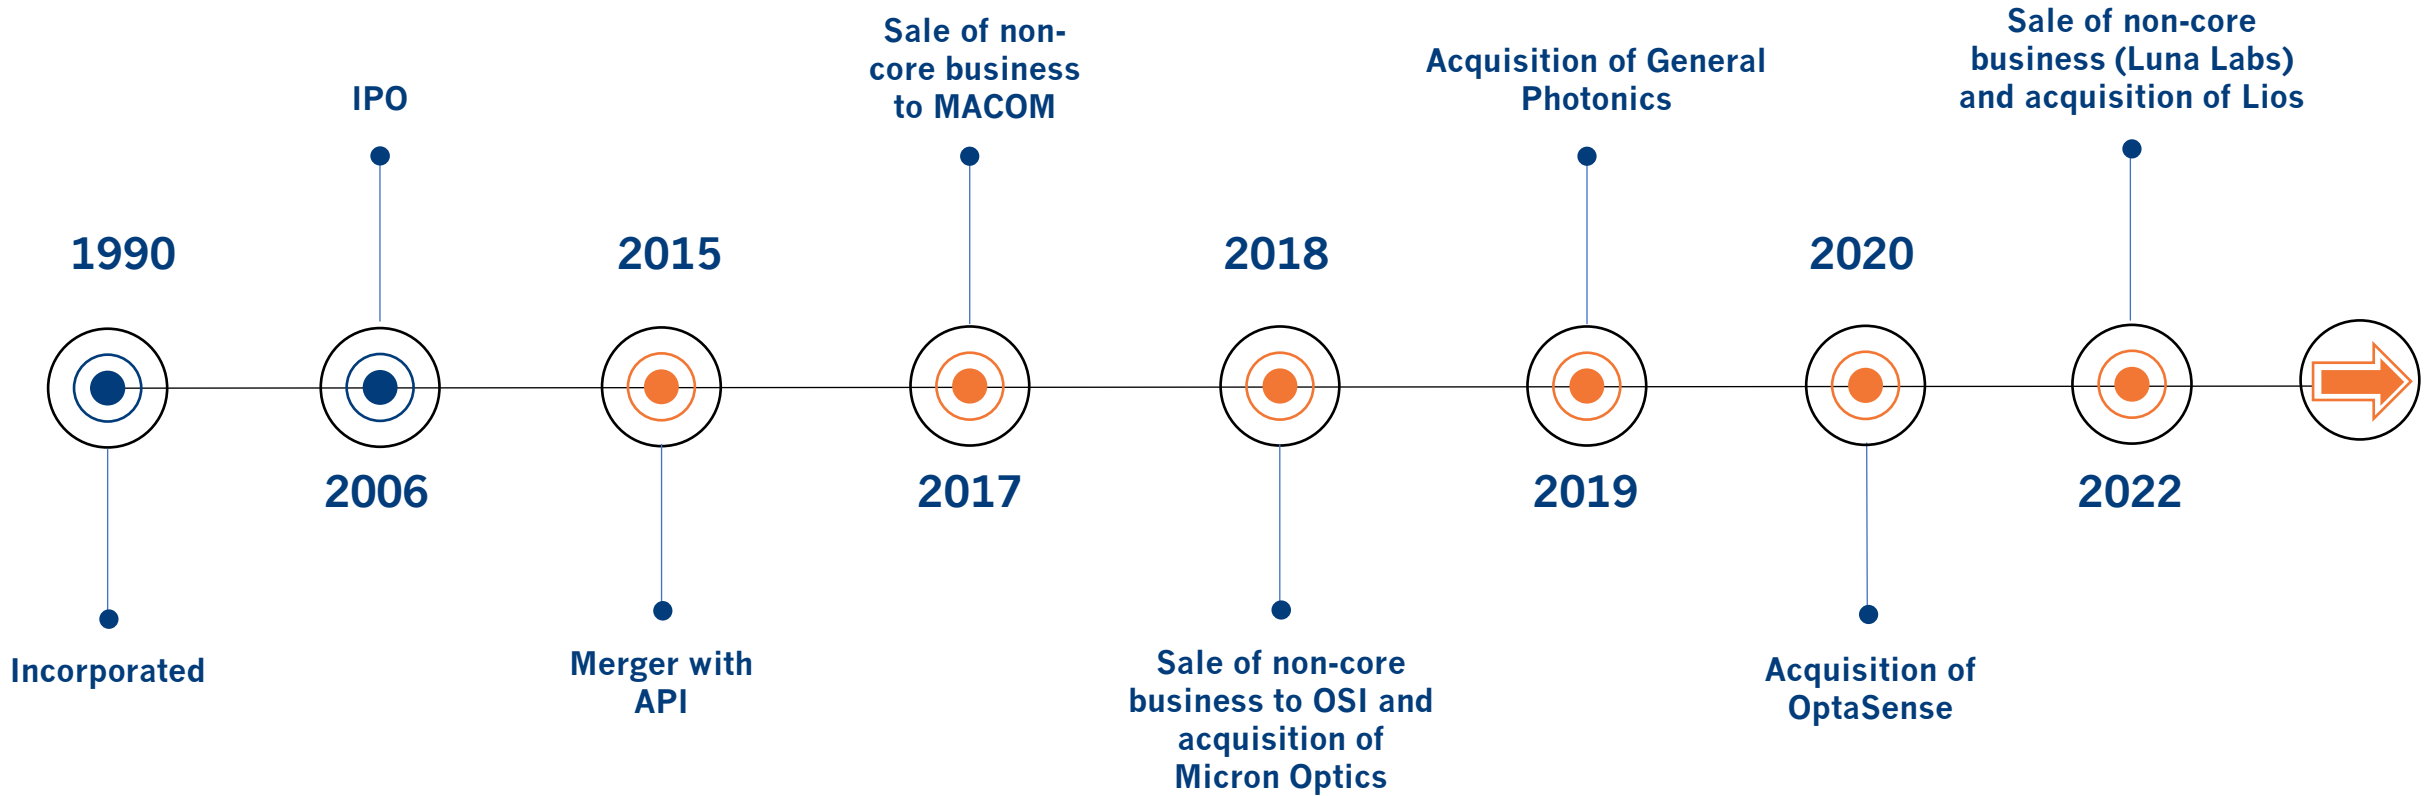 1990
Incorporated
IPO
2006
2015
Merger with
API
Sale of non-
core business
to MACOM
2017
2018
Sale of non-core
business to OSI and
acquisition of
Micron Optics
Acquisition of General
Photonics
2019
2020
Acquisition of
OptaSense
Sale of non-core
business (Luna Labs)
and acquisition of Lios
2022